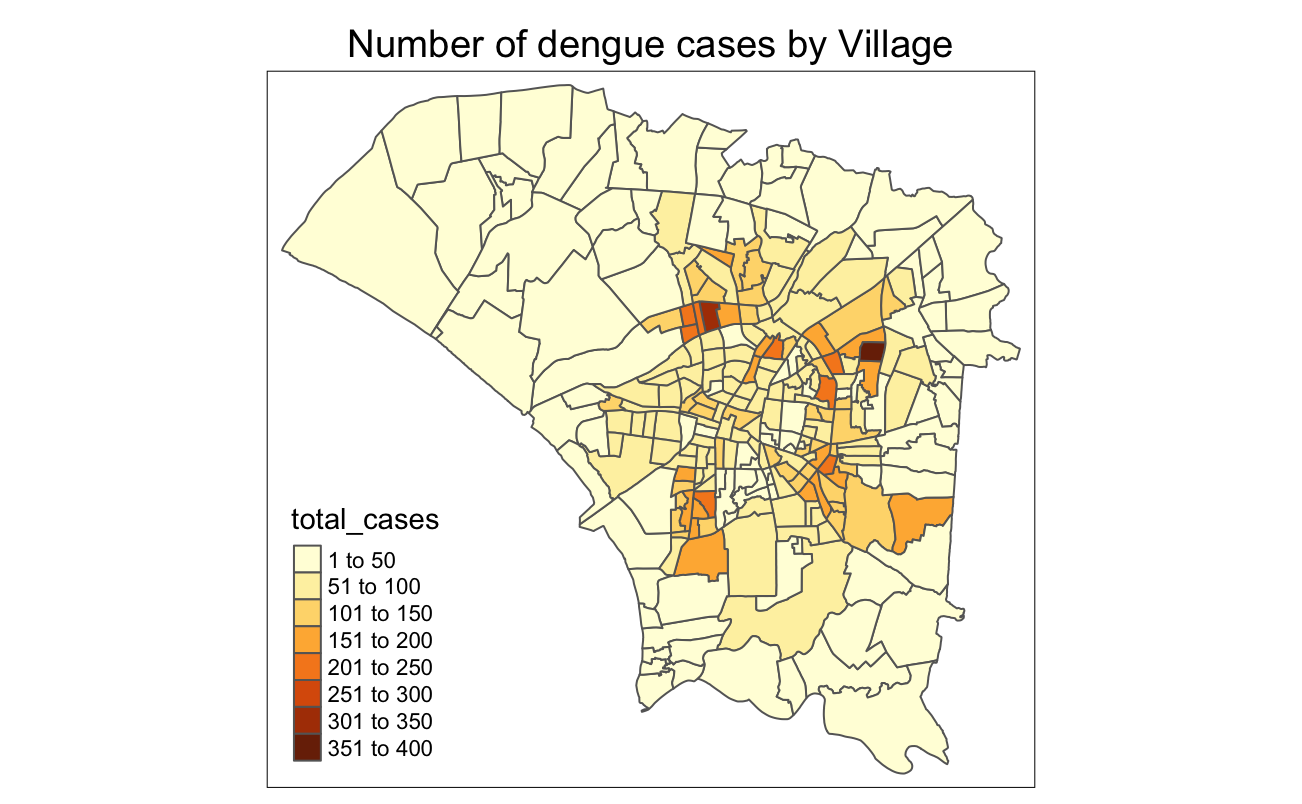 Number of dengue cases by Village
total_cases
1 to 50
51 to 100
101 to 150
151 to 200
201 to 250
251 to 300
301 to 350
351 to 400